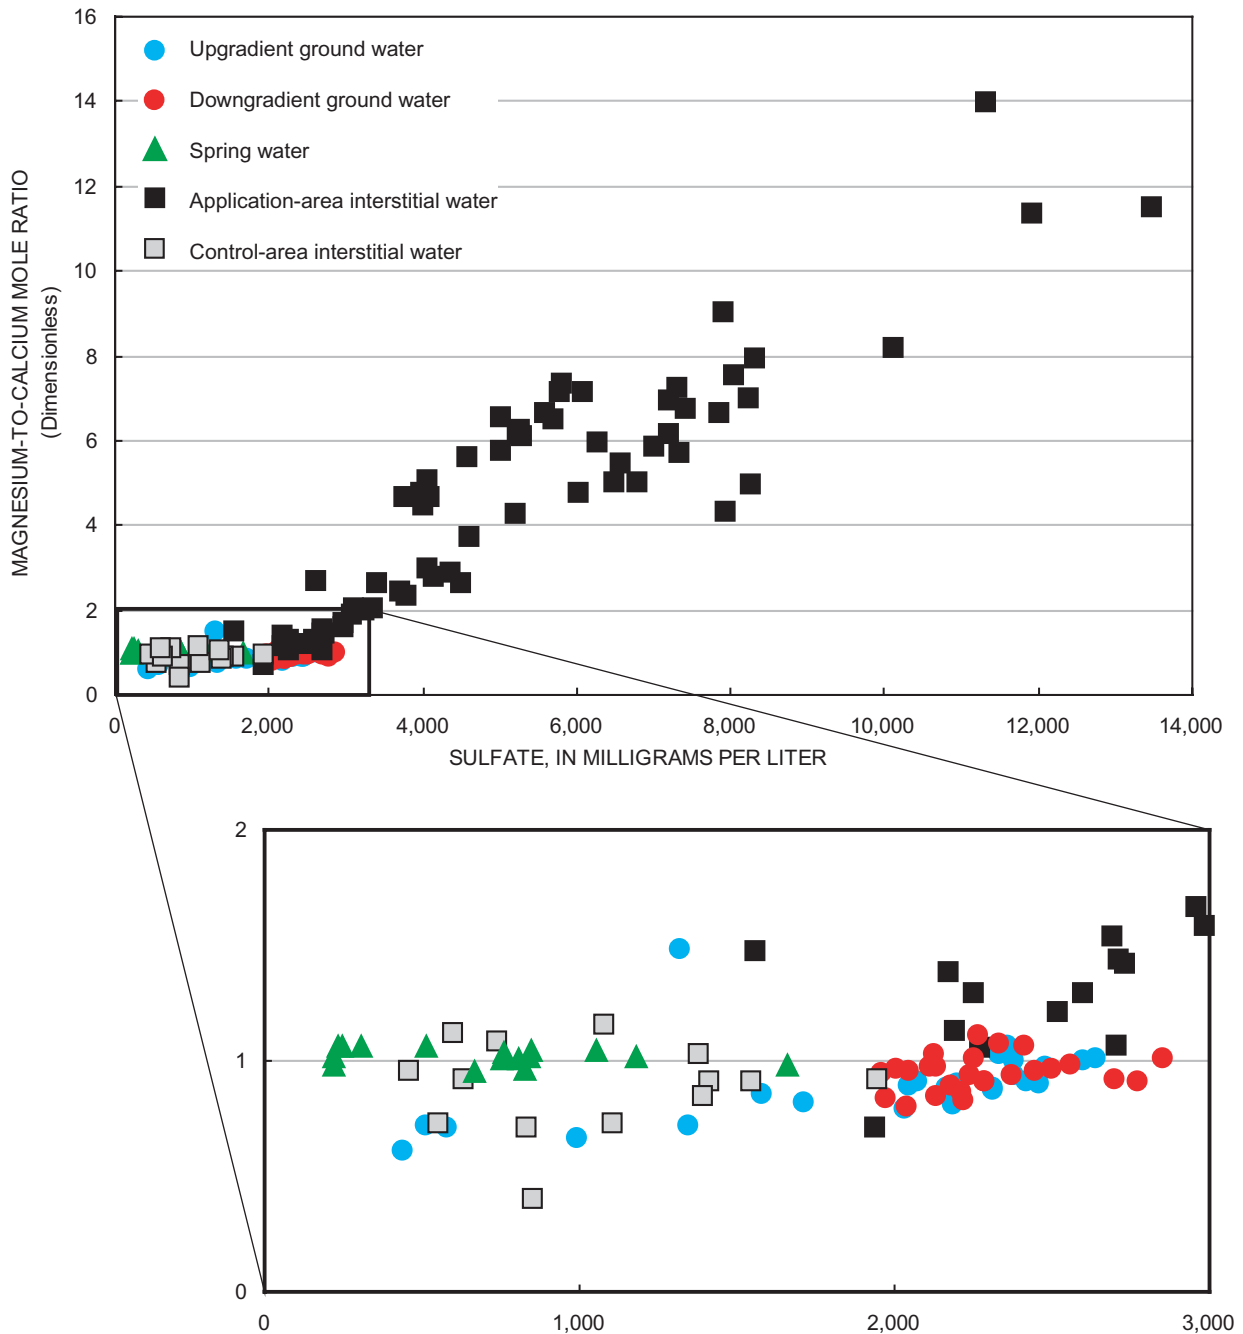 16
14
12
10
8
6
4
2
0
MAGNESIUM-TO-CALCIUM MOLE RATIO
(Dimensionless)
Upgradient ground water
Downgradient ground water
Spring water
Application-area interstitial water
Control-area interstitial water
0 2,000 4,000 6,000 8,000 10,000 12,000 14,000
SULFATE, IN MILLIGRAMS PER LITER
2
1
0
0 1,000 2,000 3,000